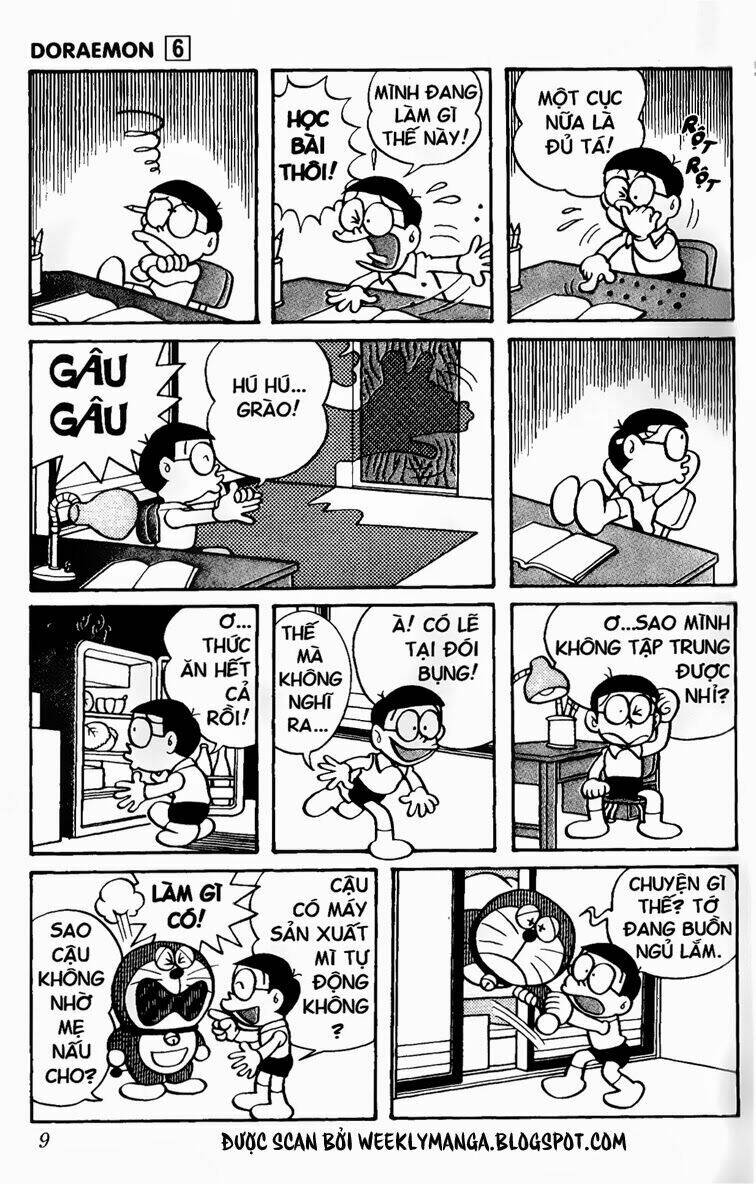 DORAEMON 6
MỘT CỤC
NỮA LÀ
ĐỦ TÁ!
RỘT
RỘT
MÌNH ĐANG
LÀM GÌ
THẾ NÀY!
HỌC
BÀI
THÔI!
HÚ HÚ...
GRÀO!
GÂU
GÂU
Ơ...SAO MÌNH
KHÔNG TẬP TRUNG
ĐƯỢC
NHỈ?
À! CÓ LẼ
TẠI ĐÓI
BỤNG!
THẾ
MÀ
KHÔNG
NGHĨ
RA...
Ơ...
THỨC
ĂN HẾT
CẢ
RỒI!
CHUYỆN GÌ
THẾ? TỚ
ĐANG BUỒN
NGỦ LẮM.
CẬU
CÓ MÁY
SẢN XUẤT
MÌ TỰ
ĐỘNG
KHÔNG
?
LÀM GÌ
CÓ!
SAO
CẬU
KHÔNG
NHỜ
MẸ
NẤU
CHO?
9
ĐƯỢC SCAN BỞI WEEKLYMANGA.BLOGSPOT.COM